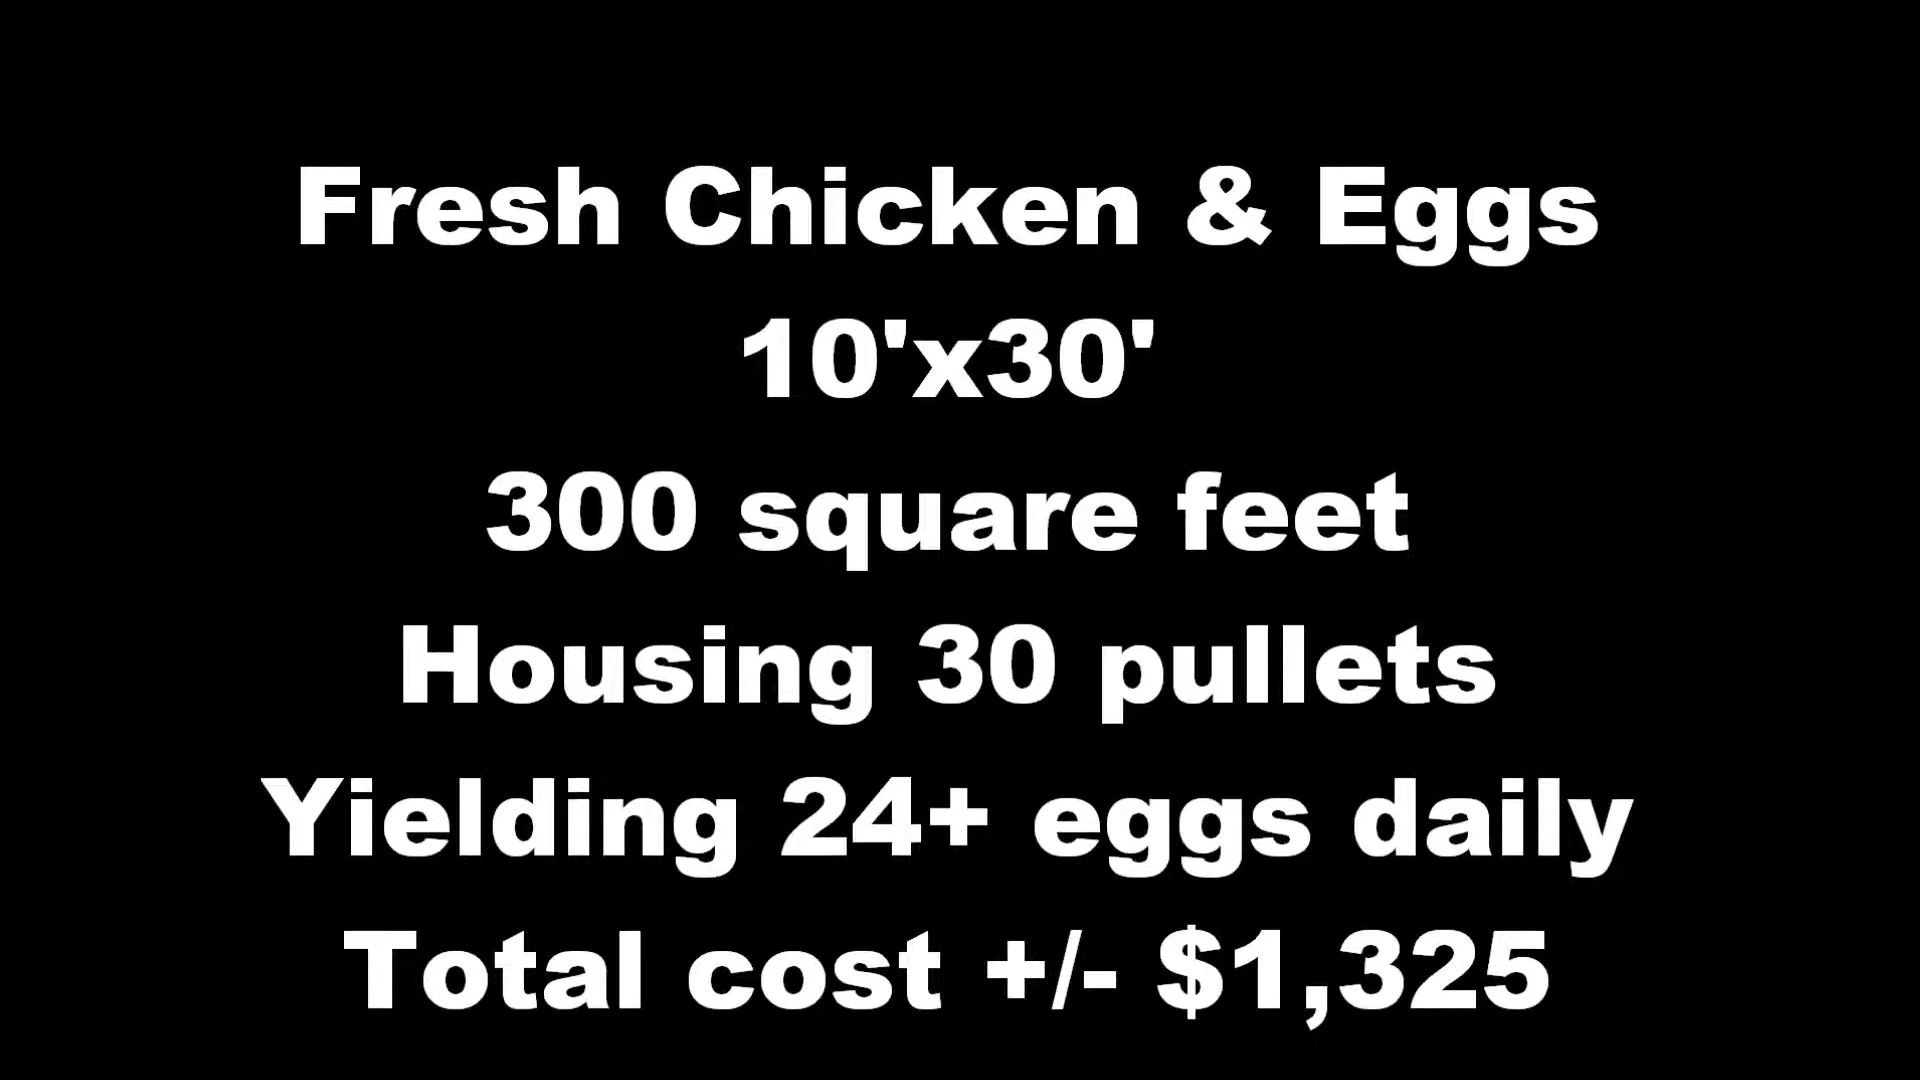 Fresh Chicken & Eggs
10'x30'
300 square feet
Housing 30 pullets
Yielding 24+ eggs daily
Total cost +/- $1,325